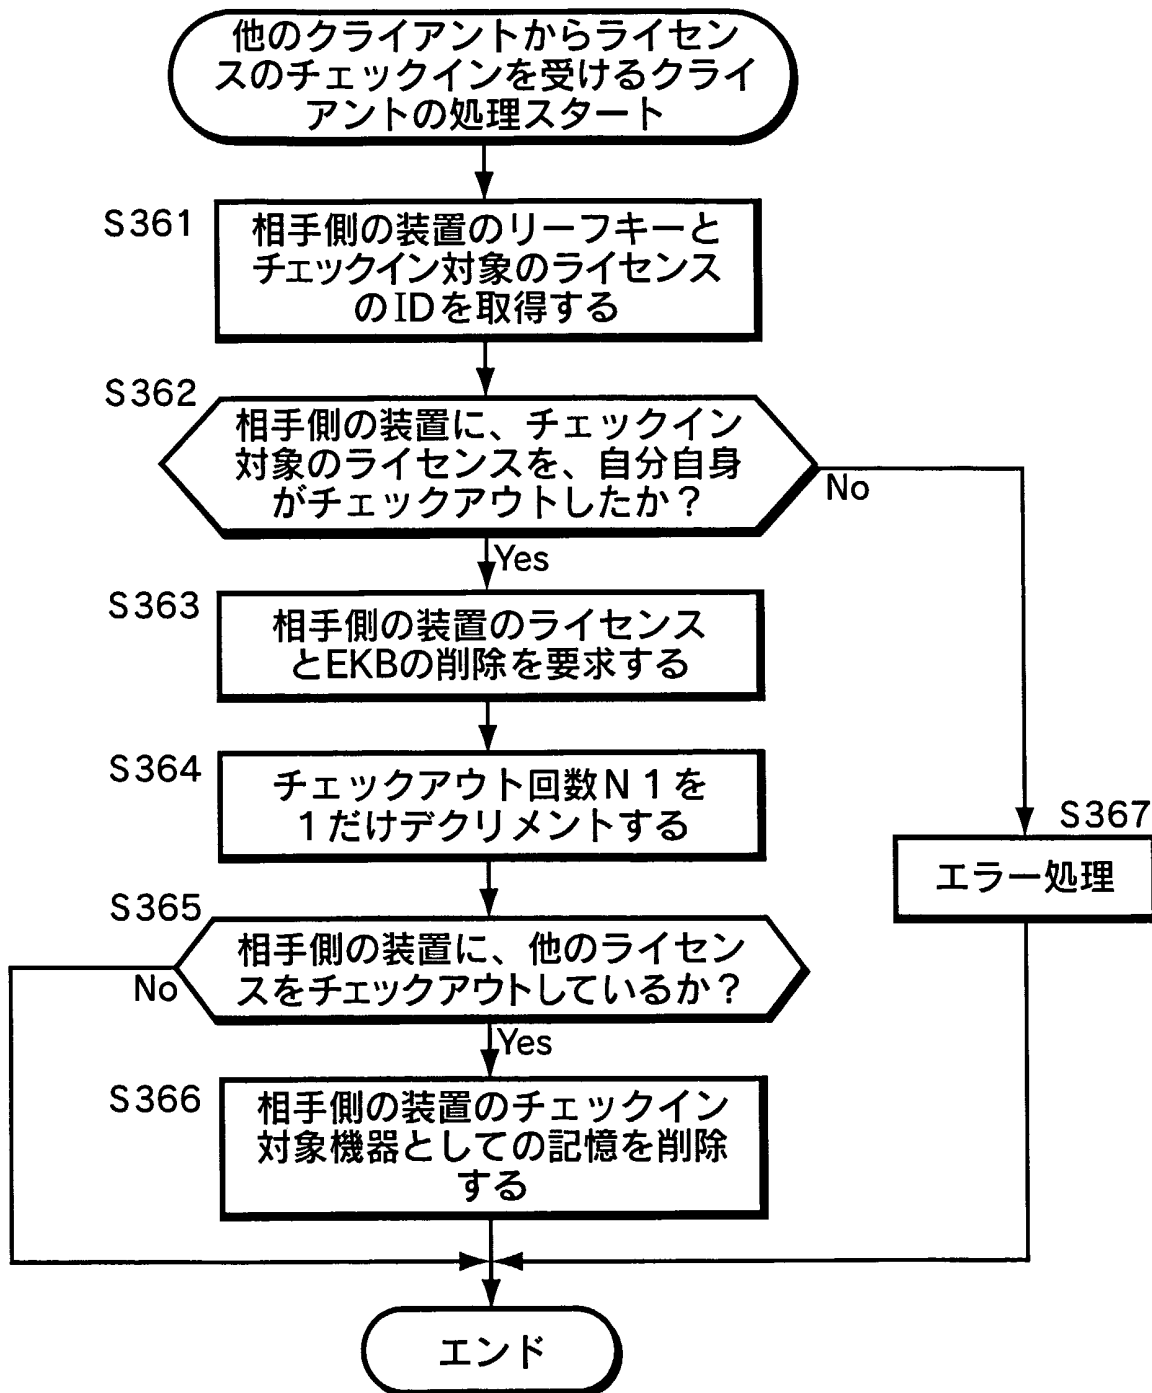 他のクライアントからライセン
スのチェックインを受けるクライ
アントの処理スタート
S361
相手側の装置のリーフキーと
チェックイン対象のライセンス
のIDを取得する
S362
相手側の装置に、チェックイン
対象のライセンスを、自分自身
がチェックアウトしたか？
No
Yes
S363
相手側の装置のライセンス
とEKBの削除を要求する
S364
チェックアウト回数N1を
1だけデクリメントする
S367
エラー処理
S365
相手側の装置に、他のライセン
スをチェックアウトしているか？
No
Yes
S366
相手側の装置のチェックイン
対象機器としての記憶を削除
する
エンド